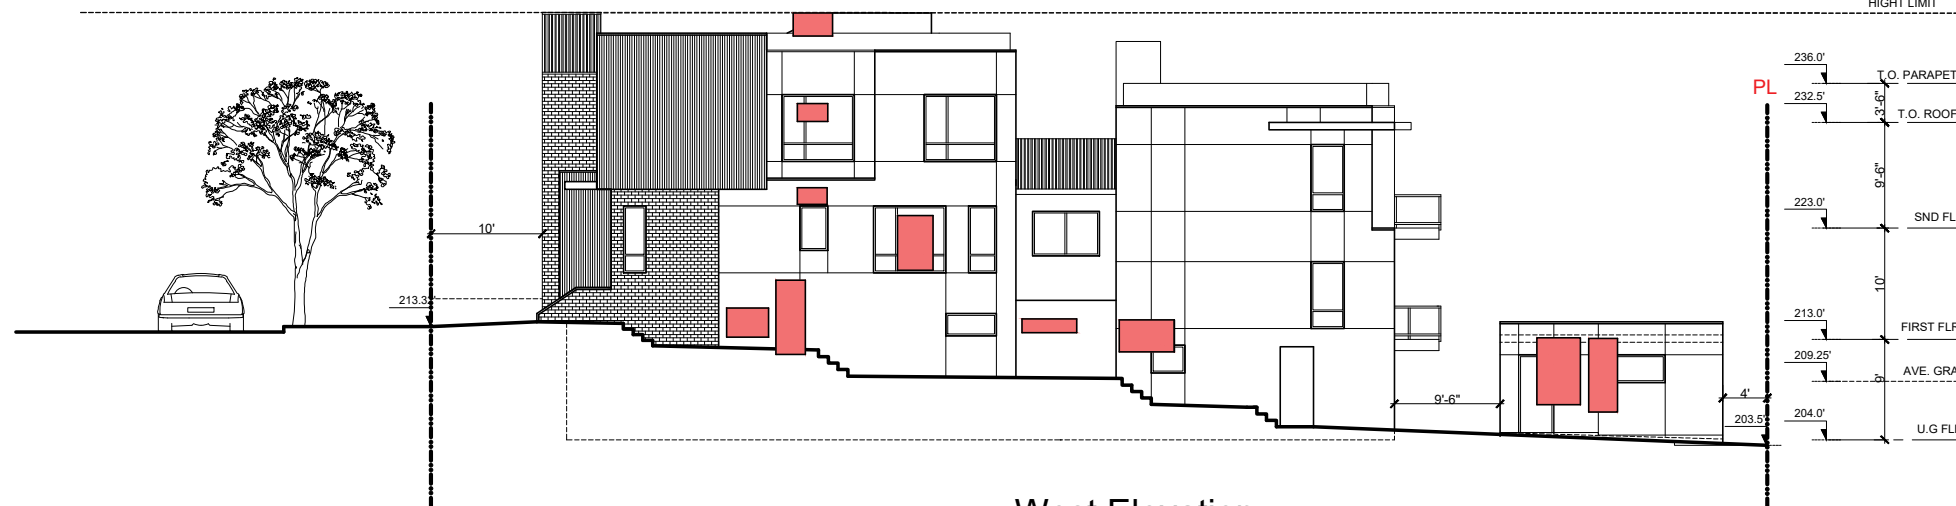 HIGHT LIMIT
236.0'
T.O. PARAPET
PL
232.5'
3'-6"
T.O. ROOF
9'-6"
223.0'
SND FL
10'
10'
213.3
213.0'
FIRST FLR
209.25'
AVE. GRA
9'
9'-6"
4'
203.5'
204.0'
U.G FL
West Elevation